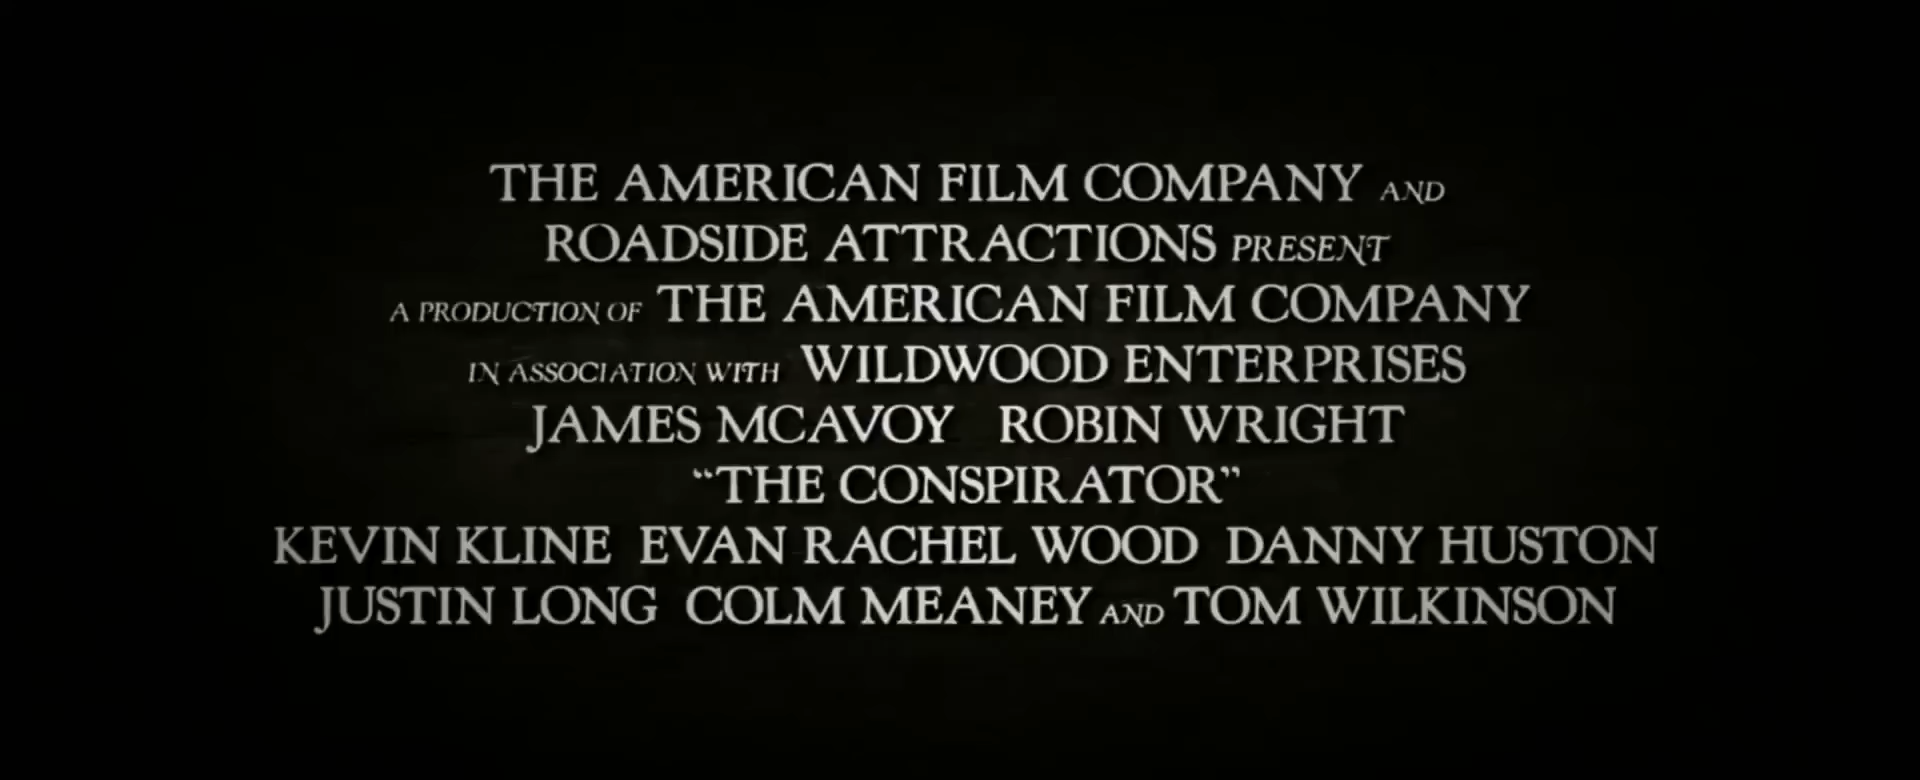 THE AMERICAN FILM COMPANY AND
ROADSIDE ATTRACTIONS PRESENT
A PRODUCTION OF THE AMERICAN FILM COMPANY
IN ASSOCIATION WITH WILDWOOD ENTERPRISES
JAMES MCAVOY ROBIN WRIGHT
“THE CONSPIRATOR”
KEVIN KLINE EVAN RACHEL WOOD DANNY HUSTON
JUSTIN LONG COLM MEANEY AND TOM WILKINSON